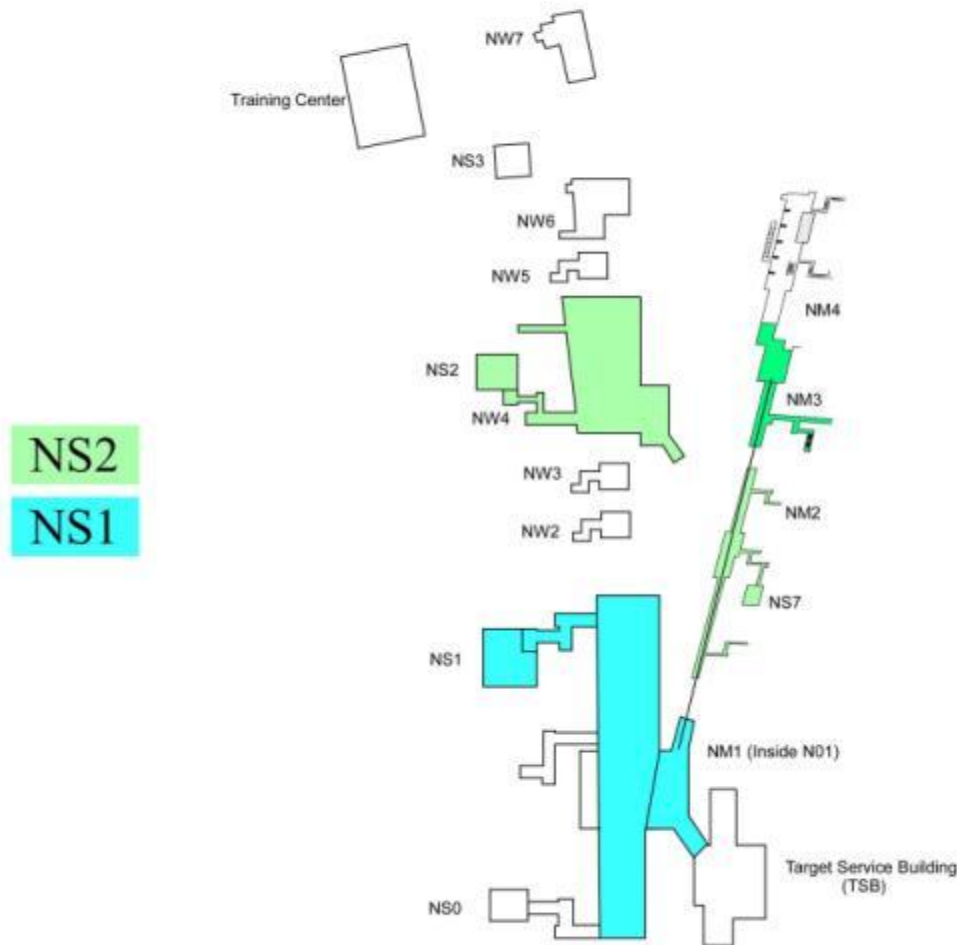 NW7
Training Center
NS3
NW6
NW5
NM4
NS2
NM3
NW4
NS2
NW3
NM2
NS1
NW2
NS7
NS1
NM1 (Inside N01)
Target Service Building
(TSB)
NS0